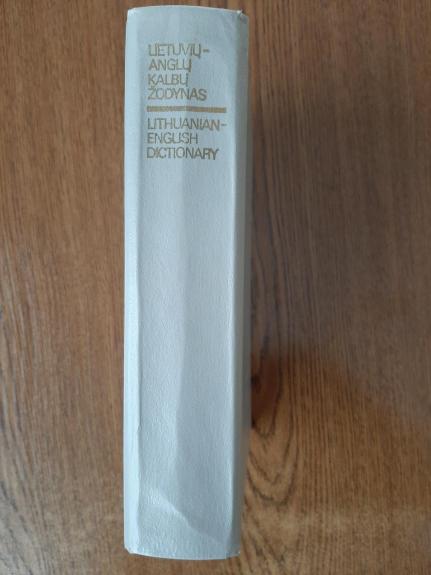 LIETUVIŲ–
ANGLŲ
KALBŲ
ŽODYNAS
LITHUANIAN–
ENGLISH
DICTIONARY